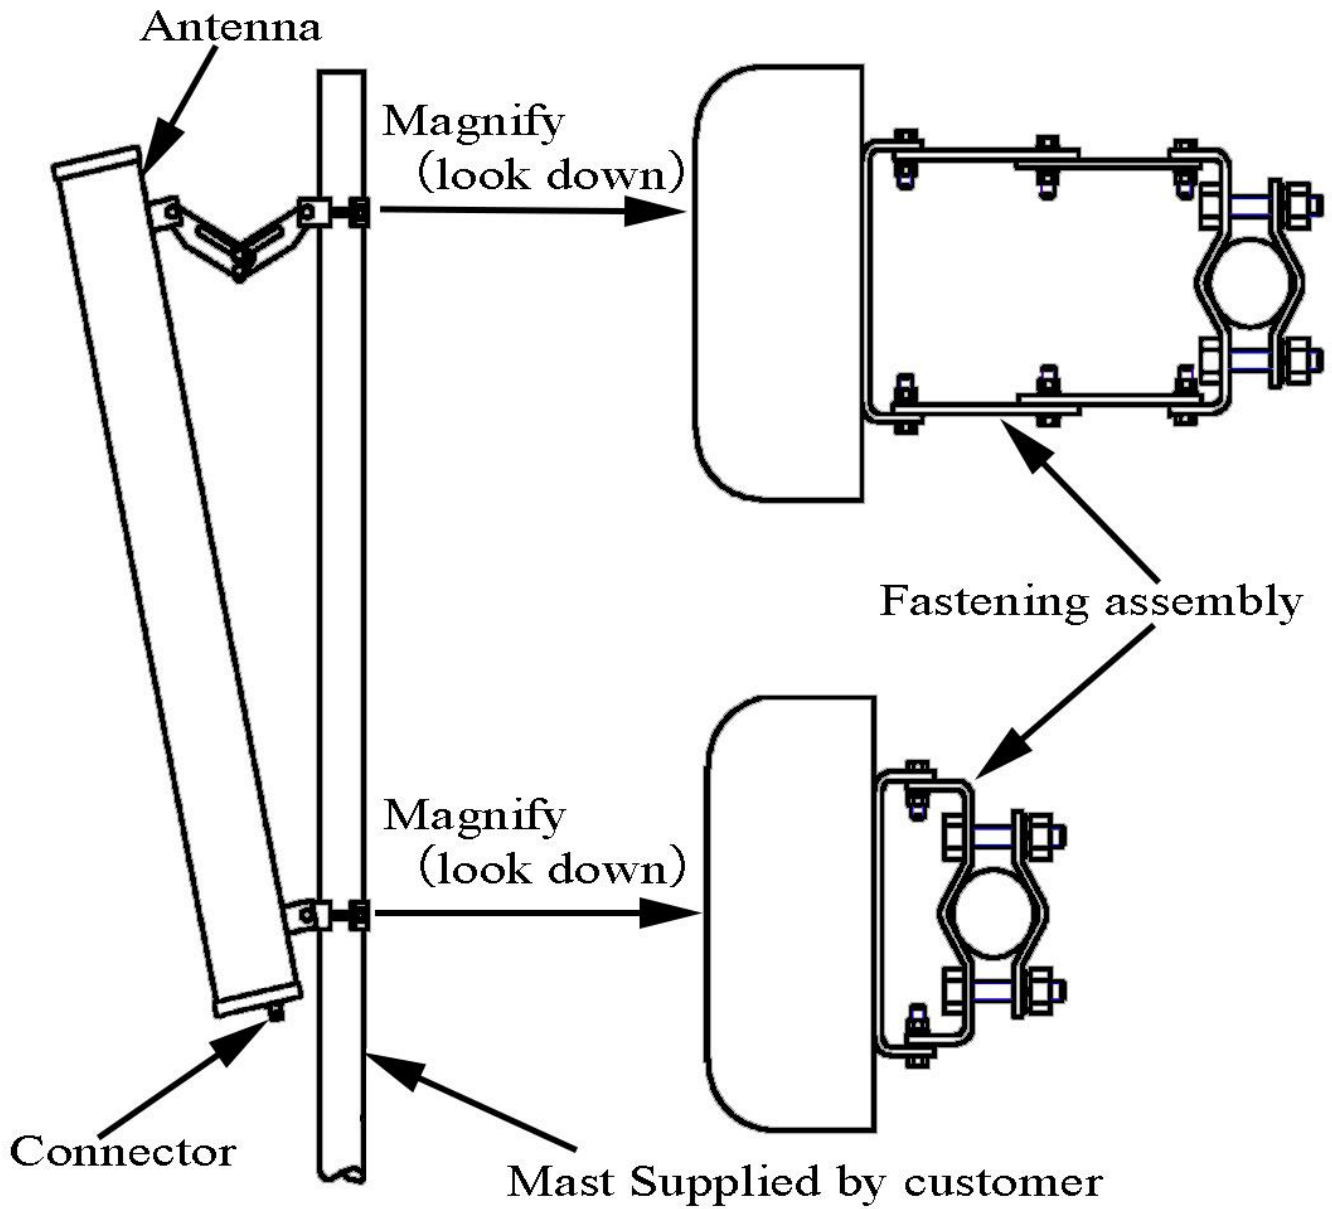 Antenna
Magnify
(look down)
Fastening assembly
Magnify
(look down)
Connector
Mast Supplied by customer